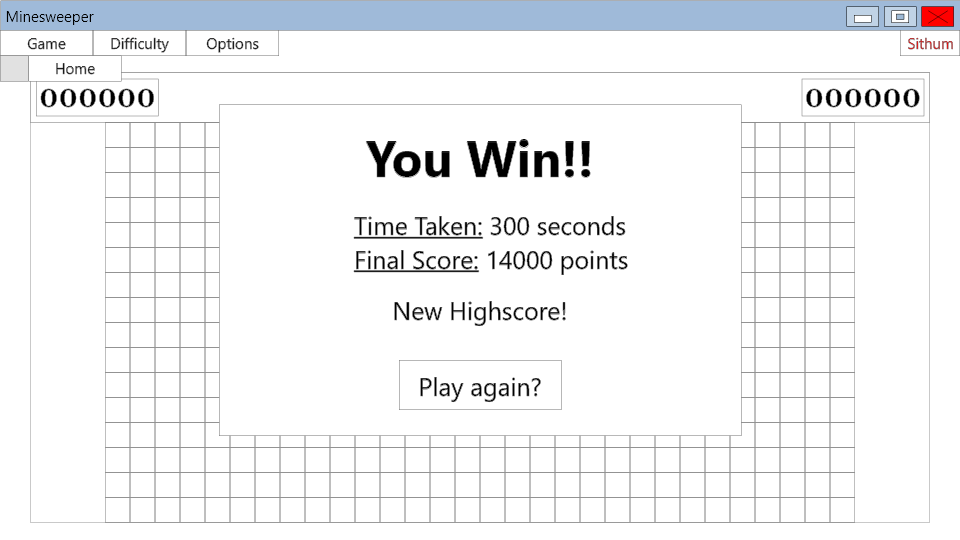 Minesweeper
Game Difficulty Options Sithum
Home
000000 000000
You Win!!
Time Taken: 300 seconds
Final Score: 14000 points
New Highscore!
Play again?